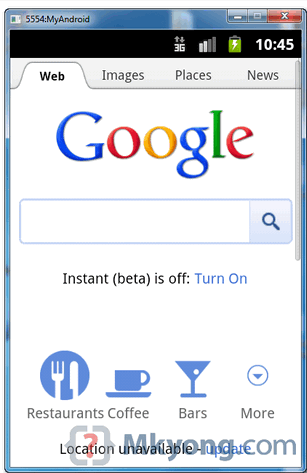 5554:MyAndroid
3G 10:45
Web Images Places News
Google
Instant (beta) is off: Turn On
Restaurants Coffee Bars More
Location unavailable - update
Mkyong.com